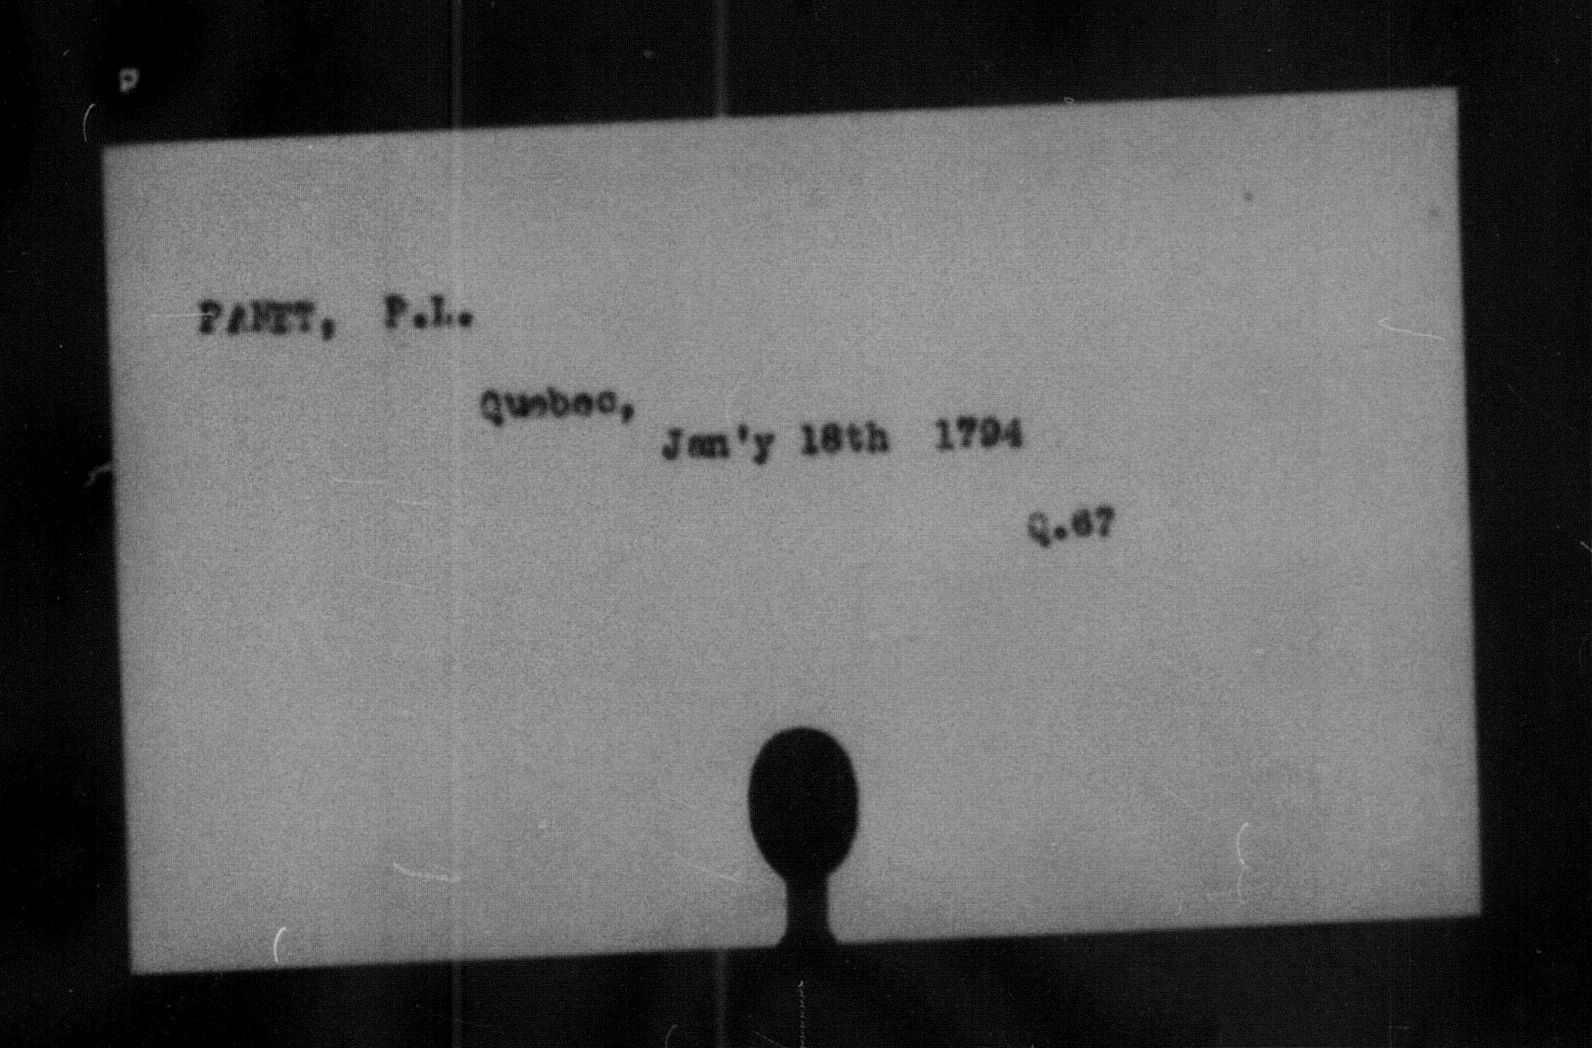 P
PANET, P.L.
Quebec,
Jan'y 18th 1794
Q.67